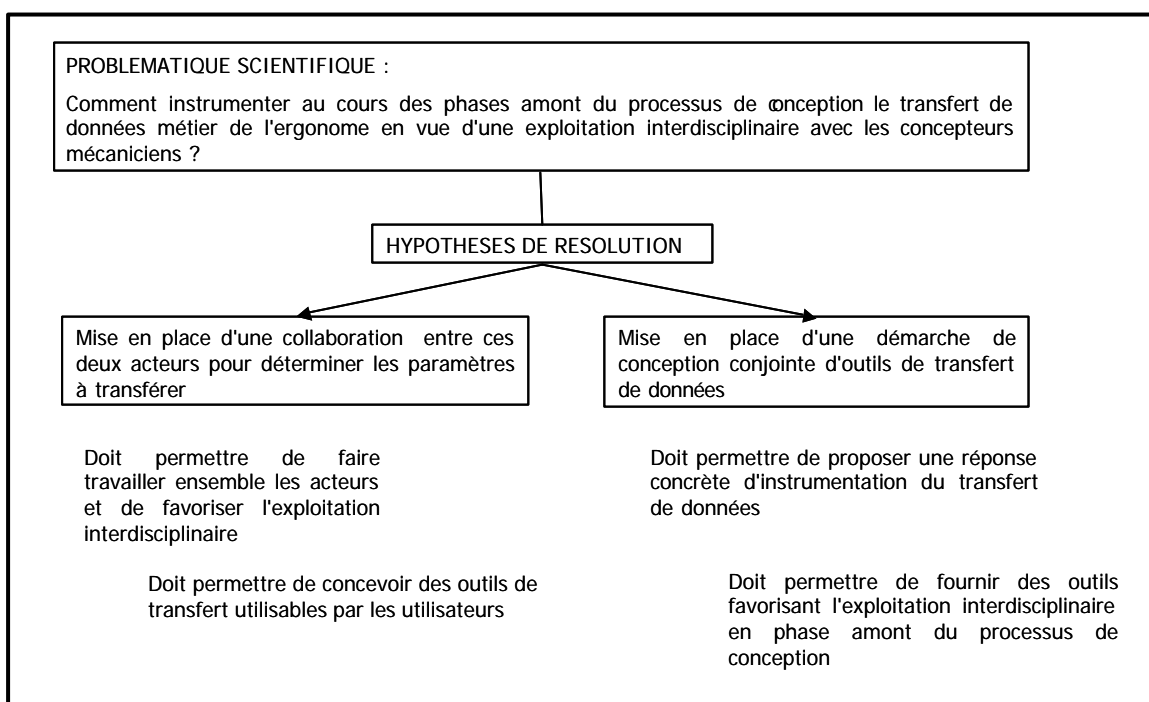 PROBLEMATIQUE SCIENTIFIQUE :
Comment instrumenter au cours des phases amont du processus de conception le transfert de
données métier de l'ergonome en vue d'une exploitation interdisciplinaire avec les concepteurs
mécaniciens ?
HYPOTHESES DE RESOLUTION
Mise en place d'une collaboration entre ces
deux acteurs pour déterminer les paramètres
à transférer
Mise en place d'une démarche de
conception conjointe d'outils de transfert
de données
Doit permettre de faire
travailler ensemble les acteurs
et de favoriser l'exploitation
interdisciplinaire
Doit permettre de proposer une réponse
concrète d'instrumentation du transfert
de données
Doit permettre de concevoir des outils de
transfert utilisables par les utilisateurs
Doit permettre de fournir des outils
favorisant l'exploitation interdisciplinaire
en phase amont du processus de
conception